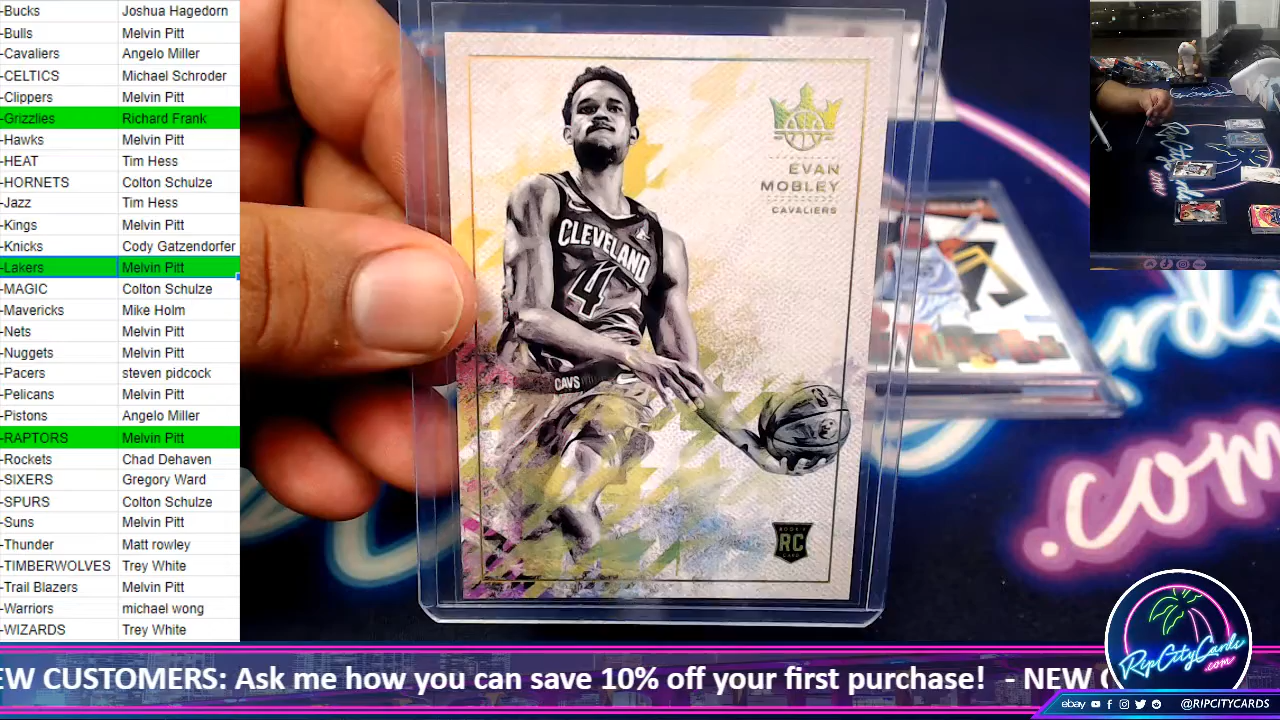 -Bucks Joshua Hagedorn
-Bulls Melvin Pitt
-Cavaliers Angelo Miller
-CELTICS Michael Schroder
-Clippers Melvin Pitt
-Grizzlies Richard Frank
-Hawks Melvin Pitt
-HEAT Tim Hess
-HORNETS Colton Schulze
-Jazz Tim Hess
-Kings Melvin Pitt
-Knicks Cody Gatzendorfer
-Lakers Melvin Pitt
-MAGIC Colton Schulze
-Mavericks Mike Holm
-Nets Melvin Pitt
-Nuggets Melvin Pitt
-Pacers steven pidcock
-Pelicans Melvin Pitt
-Pistons Angelo Miller
-RAPTORS Melvin Pitt
-Rockets Chad Dehaven
-SIXERS Gregory Ward
-SPURS Colton Schulze
-Suns Melvin Pitt
-Thunder Matt rowley
-TIMBERWOLVES Trey White
-Trail Blazers Melvin Pitt
-Warriors michael wong
-WIZARDS Trey White
EVAN
MOBLEY
CAVALIERS
CLEVELAND
4
CAVS
ROOKIE
RC
CARD
Cards
.com
EW CUSTOMERS: Ask me how you can save 10% off your first purchase! - NEW C
RipCityCards
.com
ebay @RIPCITYCARDS